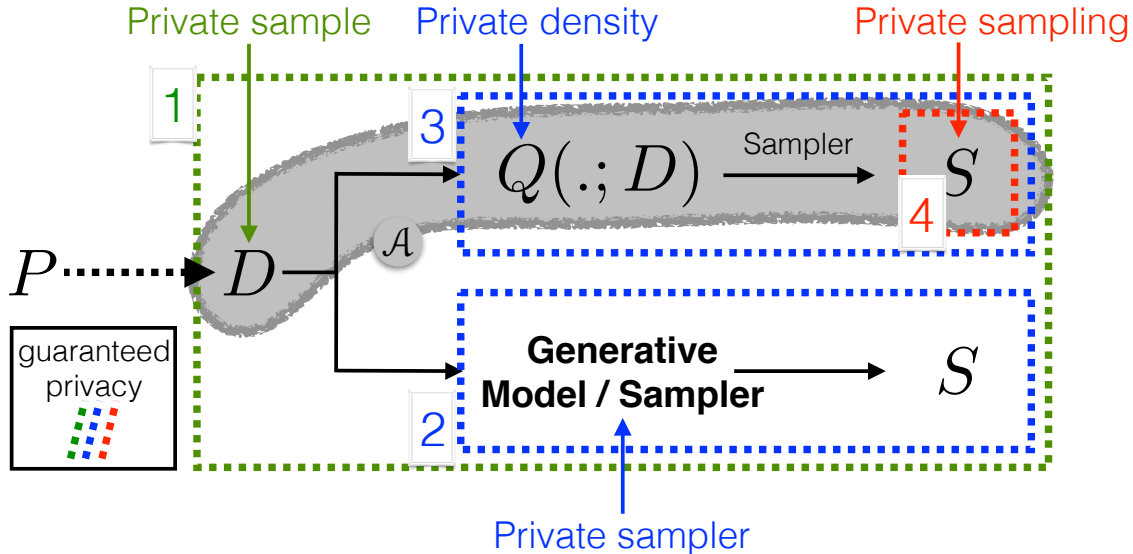 Private sample
Private density
Private sampling
1
3
Q(.; D)
Sampler
S
4
𝒜
P
D
guaranteed
privacy
Generative
Model / Sampler
S
2
Private sampler